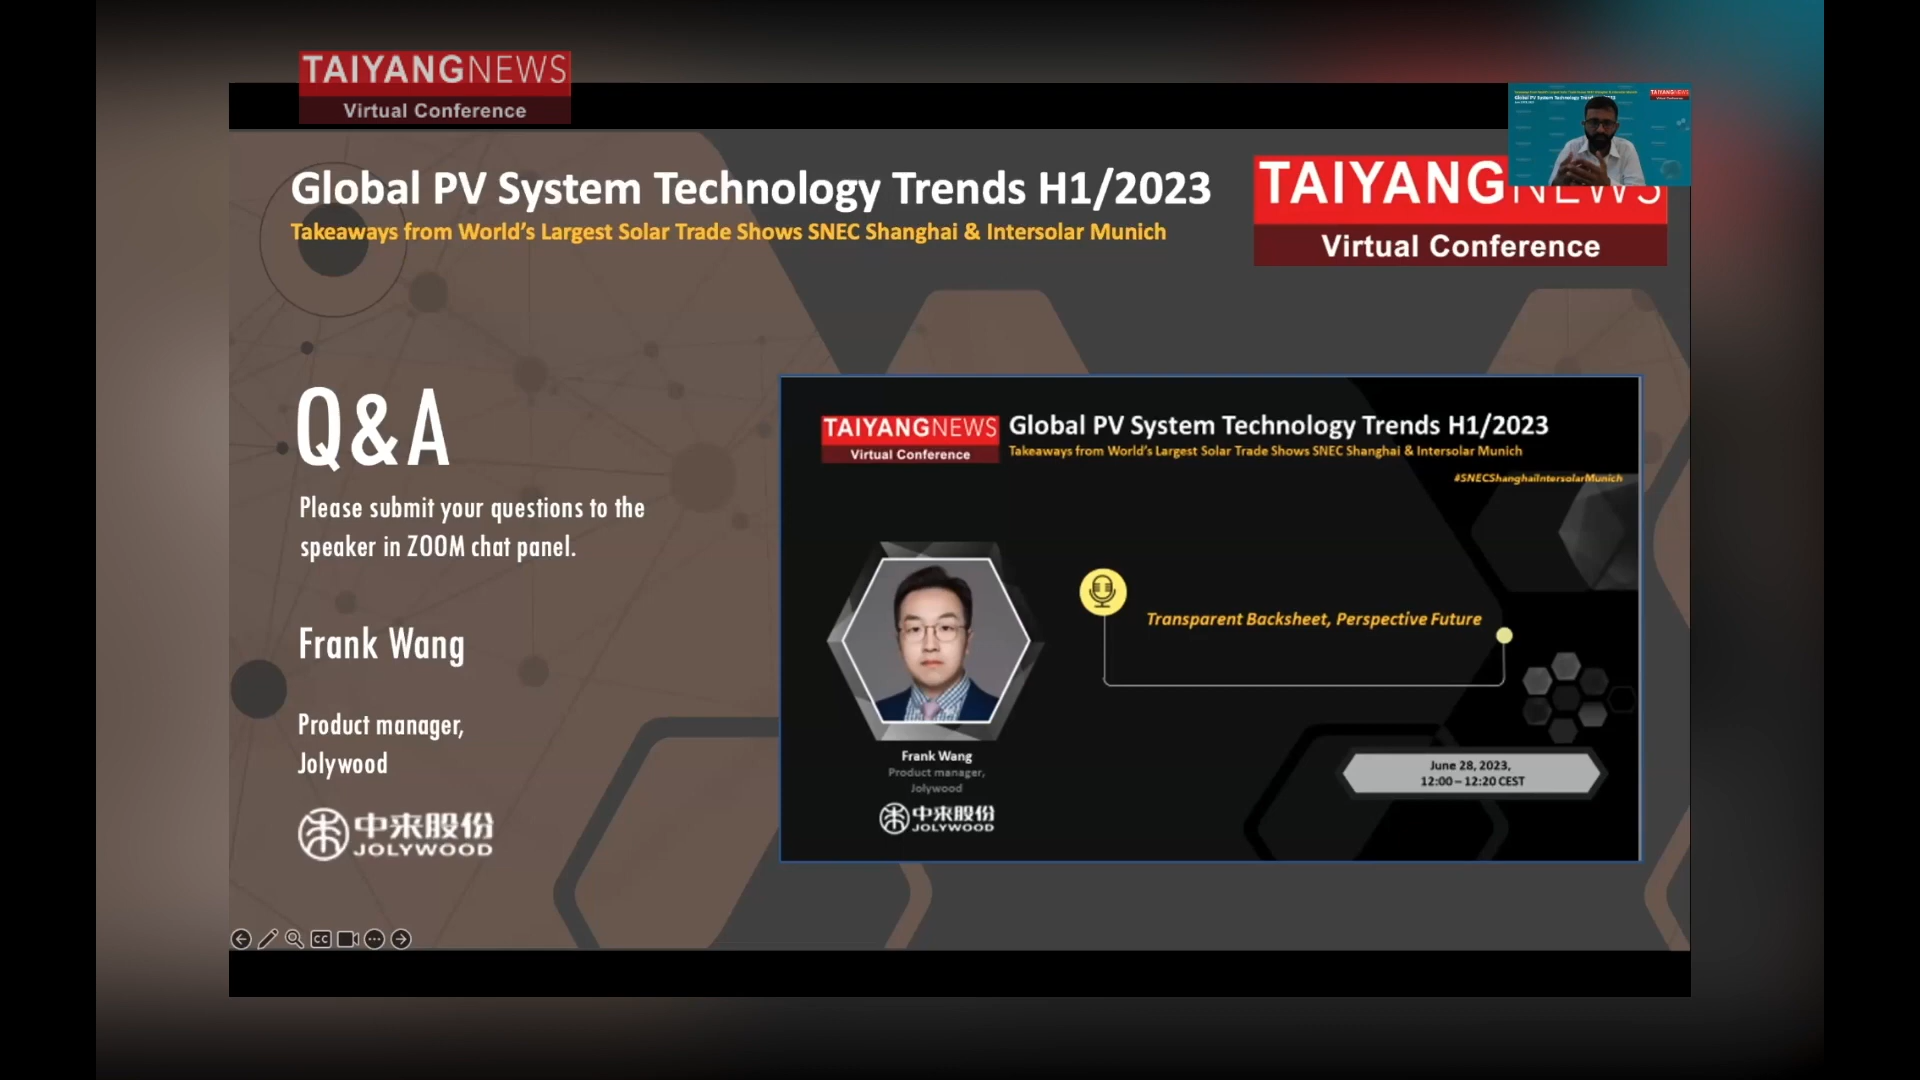 TAIYANGNEWS
Virtual Conference
Global PV System Technology Trends H1/2023
Takeaways from World's Largest Solar Trade Shows SNEC Shanghai & Intersolar Munich
TAIYANGNEWS
Virtual Conference
TAIYANGNEWS
Q&A
Please submit your questions to the
speaker in ZOOM chat panel.
Frank Wang
Product manager,
Jolywood
中来股份
JOLYWOOD
TAIYANGNEWS
Virtual Conference
Global PV System Technology Trends H1/2023
Takeaways from World's Largest Solar Trade Shows SNEC Shanghai & Intersolar Munich
#SNECShanghaiIntersolarMunich
Transparent Backsheet, Perspective Future
Frank Wang
Product manager,
Jolywood
中来股份
JOLYWOOD
June 28, 2023,
12:00 – 12:20 CEST
CC